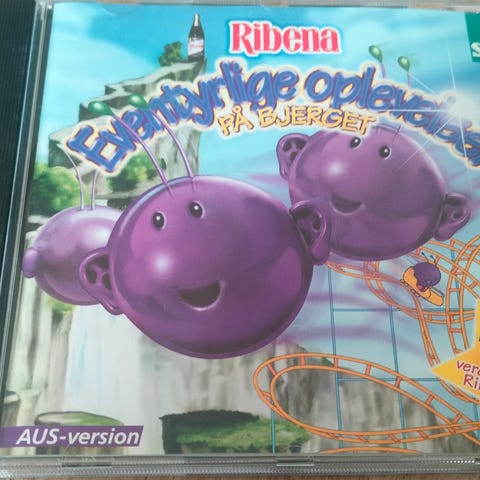 Ribena
Eventyrlige oplevelser
PÅ BJERGET
AUS-version